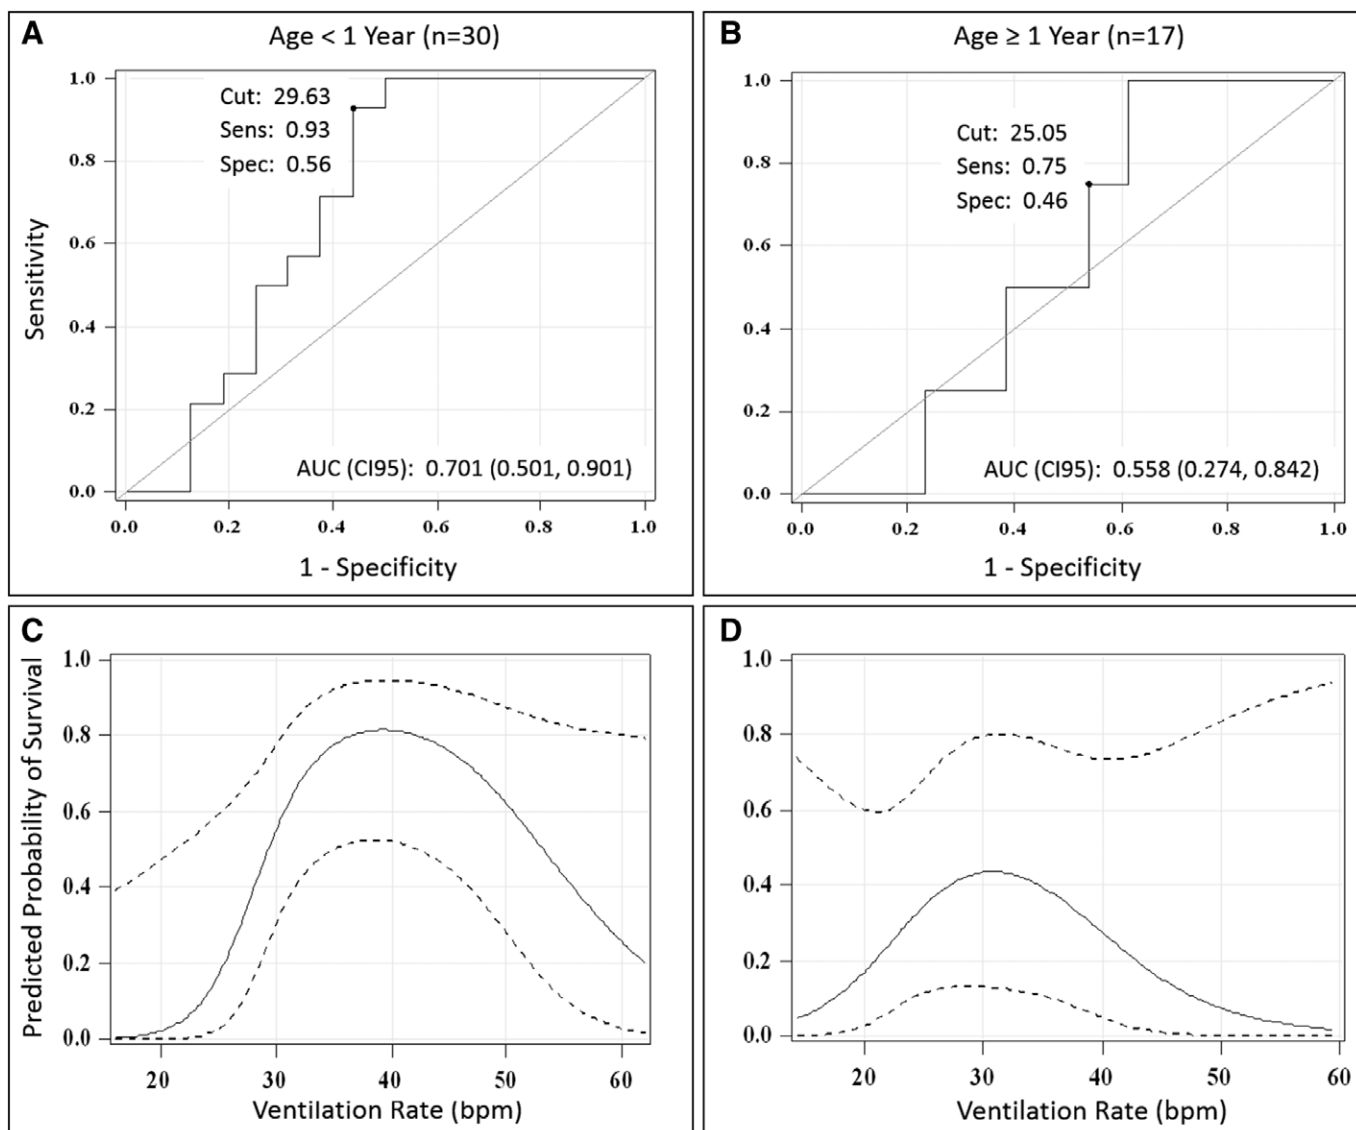 A
Age < 1 Year (n=30)
1.0
0.8
0.6
0.4
0.2
0.0
Sensitivity
Cut: 29.63
Sens: 0.93
Spec: 0.56
AUC (CI95): 0.701 (0.501, 0.901)
0.0 0.2 0.4 0.6 0.8 1.0
1 - Specificity
B
Age ≥ 1 Year (n=17)
1.0
0.8
0.6
0.4
0.2
0.0
Cut: 25.05
Sens: 0.75
Spec: 0.46
AUC (CI95): 0.558 (0.274, 0.842)
0.0 0.2 0.4 0.6 0.8 1.0
1 - Specificity
C
Predicted Probability of Survival
1.0
0.8
0.6
0.4
0.2
0.0
20 30 40 50 60
Ventilation Rate (bpm)
D
1.0
0.8
0.6
0.4
0.2
0.0
20 30 40 50 60
Ventilation Rate (bpm)